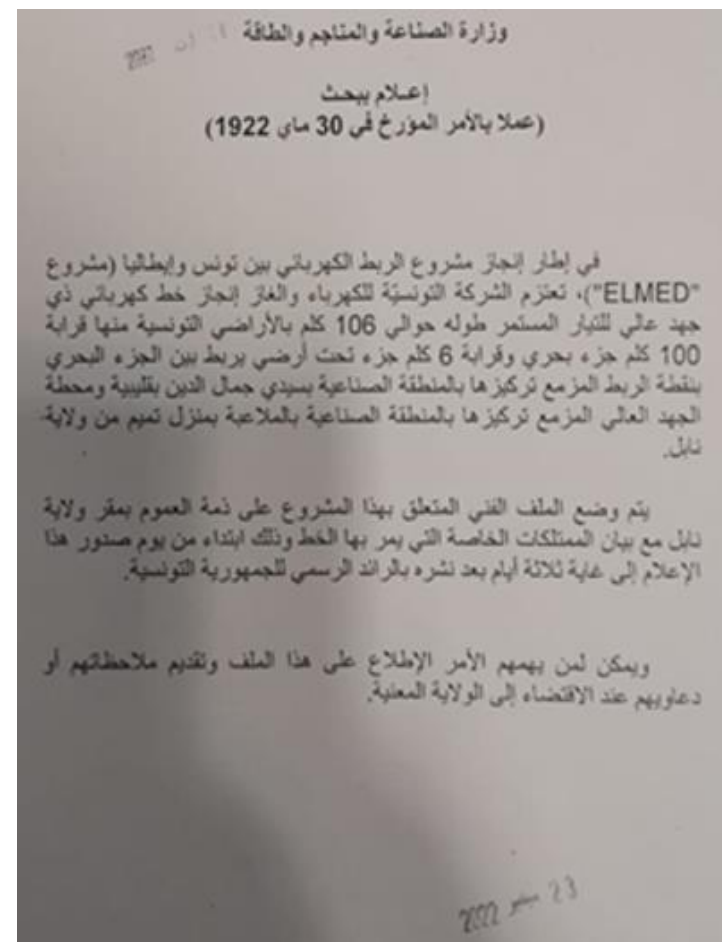 وزارة الصناعة والمناجم والطاقة
إعلام ببحث
(عملا بالأمر المؤرخ في 30 ماي 1922)
في إطار إنجاز مشروع الربط الكهربائي بين تونس وإيطاليا (مشروع
"ELMED")، تعتزم الشركة التونسيّة للكهرباء والغاز إنجاز خط كهربائي ذي
جهد عالي للتيار المستمر طوله حوالي 106 كلم بالأراضي التونسية منها قرابة
100 كلم جزء بحري وقرابة 6 كلم جزء تحت أرضي يربط بين الجزء البحري
بنقطة الربط المزمع تركيزها بالمنطقة الصناعية بسيدي جمال الدين بقليبية ومحطة
الجهد العالي المزمع تركيزها بالمنطقة الصناعية بالملاعبة بمنزل تميم من ولاية
نابل.
يتم وضع الملف الفني المتعلق بهذا المشروع على ذمة العموم بمقر ولاية
نابل مع بيان الممتلكات الخاصة التي يمر بها الخط وذلك ابتداء من يوم صدور هذا
الإعلام إلى غاية ثلاثة أيام بعد نشره بالرائد الرسمي للجمهورية التونسية.
ويمكن لمن يهمهم الأمر الإطلاع على هذا الملف وتقديم ملاحظاتهم أو
دعاويهم عند الاقتضاء إلى الولاية المعنية.
23 2022